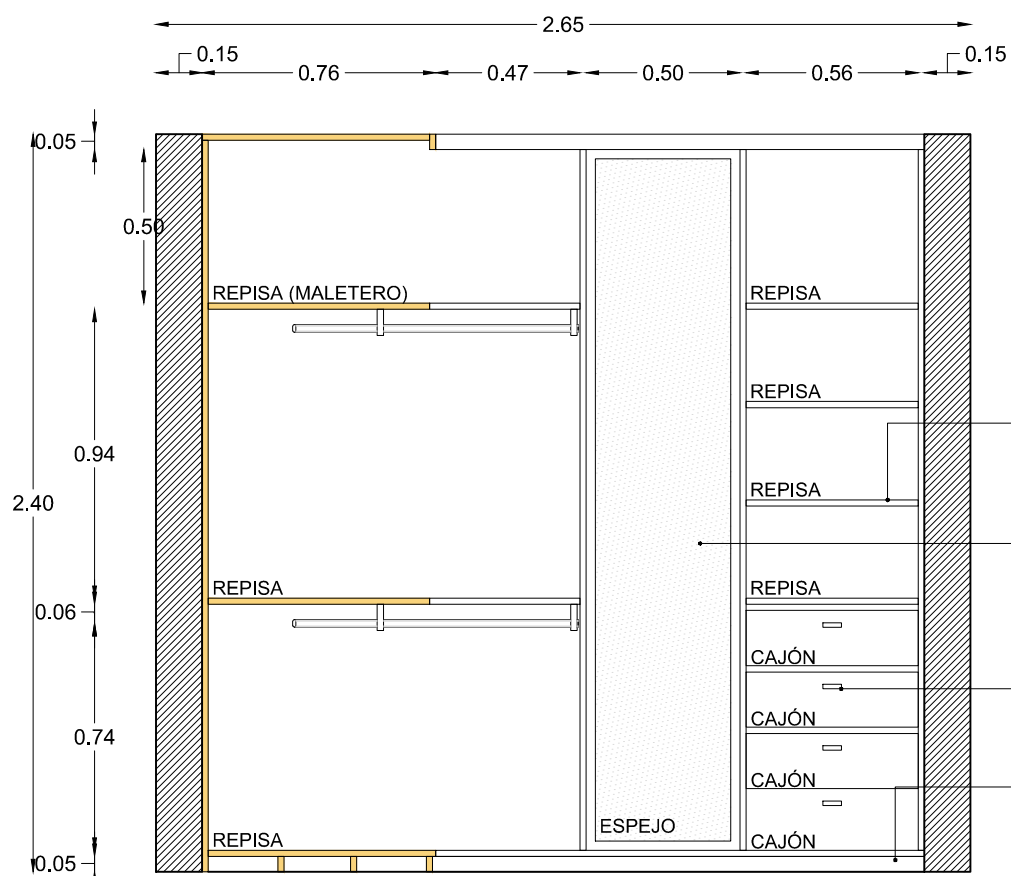 2.65
0.15
0.76
0.47
0.50
0.56
0.15
0.05
0.50
REPISA (MALETERO)
REPISA
REPISA
0.94
2.40
REPISA
REPISA
REPISA
0.06
CAJÓN
CAJÓN
0.74
CAJÓN
ESPEJO
REPISA
CAJÓN
0.05